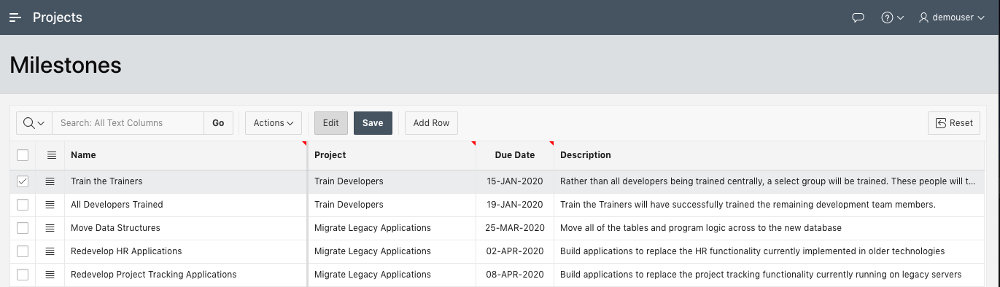 Projects demouser
Milestones
Search: All Text Columns Go Actions Edit Save Add Row Reset
Name Project Due Date Description
Train the Trainers Train Developers 15-JAN-2020 Rather than all developers being trained centrally, a select group will be trained. These people will t...
All Developers Trained Train Developers 19-JAN-2020 Train the Trainers will have successfully trained the remaining development team members.
Move Data Structures Migrate Legacy Applications 25-MAR-2020 Move all of the tables and program logic across to the new database
Redevelop HR Applications Migrate Legacy Applications 02-APR-2020 Build applications to replace the HR functionality currently implemented in older technologies
Redevelop Project Tracking Applications Migrate Legacy Applications 08-APR-2020 Build applications to replace the project tracking functionality currently running on legacy servers